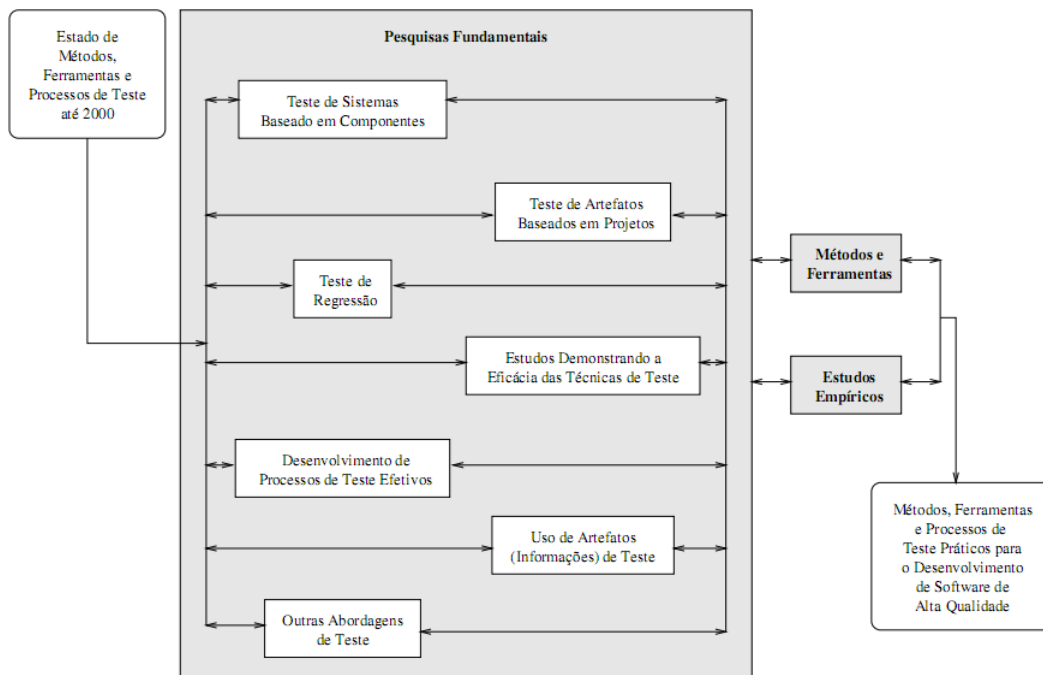 Estado de
Métodos,
Ferramentas e
Processos de Teste
até 2000
Pesquisas Fundamentais
Teste de Sistemas
Baseado em Componentes
Teste de Artefatos
Baseados em Projetos
Teste de
Regressão
Estudos Demonstrando a
Eficácia das Técnicas de Teste
Desenvolvimento de
Processos de Teste Efetivos
Uso de Artefatos
(Informações) de Teste
Outras Abordagens
de Teste
Métodos e
Ferramentas
Estudos
Empíricos
Métodos, Ferramentas
e Processos de
Teste Práticos para
o Desenvolvimento
de Software de
Alta Qualidade